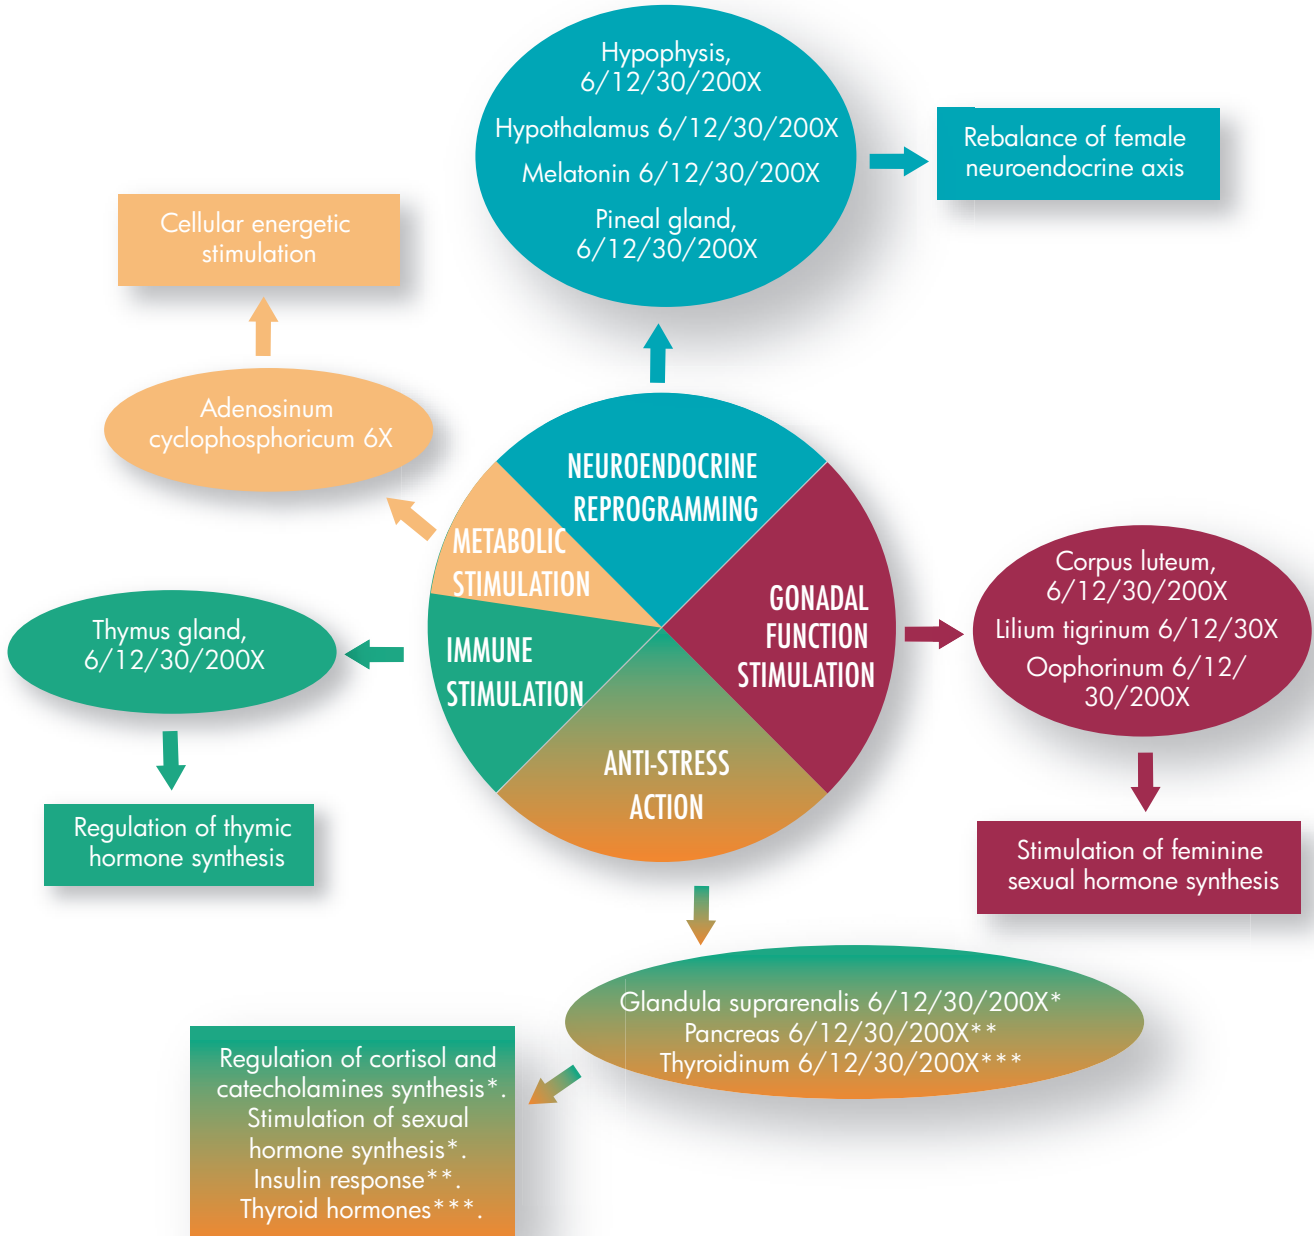 Hypophysis,
6/12/30/200X
Hypothalamus 6/12/30/200X
Melatonin 6/12/30/200X
Pineal gland,
6/12/30/200X
Rebalance of female
neuroendocrine axis
Cellular energetic
stimulation
Adenosinum
cyclophosphoricum 6X
NEUROENDOCRINE
REPROGRAMMING
METABOLIC
STIMULATION
GONADAL
FUNCTION
STIMULATION
IMMUNE
STIMULATION
ANTI-STRESS
ACTION
Thymus gland,
6/12/30/200X
Regulation of thymic
hormone synthesis
Corpus luteum,
6/12/30/200X
Lilium tigrinum 6/12/30X
Oophorinum 6/12/
30/200X
Stimulation of feminine
sexual hormone synthesis
Glandula suprarenalis 6/12/30/200X*
Pancreas 6/12/30/200X**
Thyroidinum 6/12/30/200X***
Regulation of cortisol and
catecholamines synthesis*.
Stimulation of sexual
hormone synthesis*.
Insulin response**.
Thyroid hormones***.